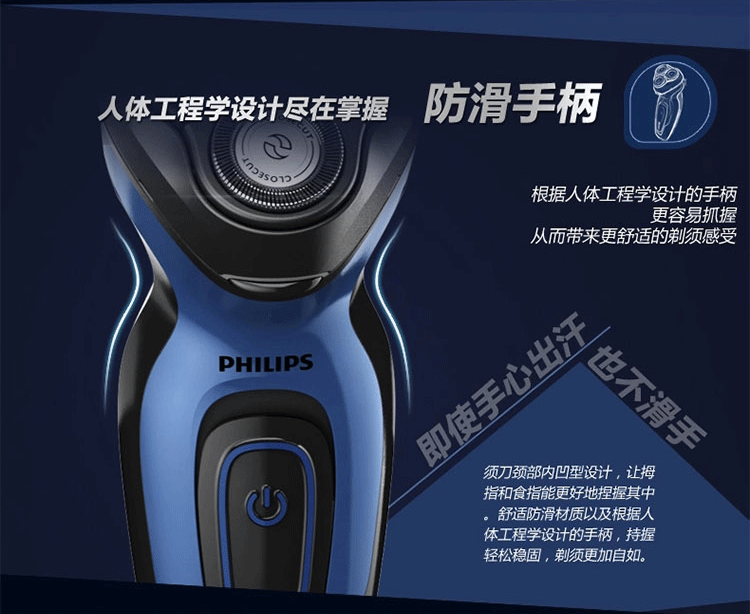 人体工程学设计尽在掌握
防滑手柄
根据人体工程学设计的手柄
更容易抓握
从而带来更舒适的剃须感受
CLOSECUT
PHILIPS
即使手心出汗
也不滑手
须刀颈部内凹型设计，让拇
指和食指能更好地捏握其中
。舒适防滑材质以及根据人
体工程学设计的手柄，持握
轻松稳固，剃须更加自如。